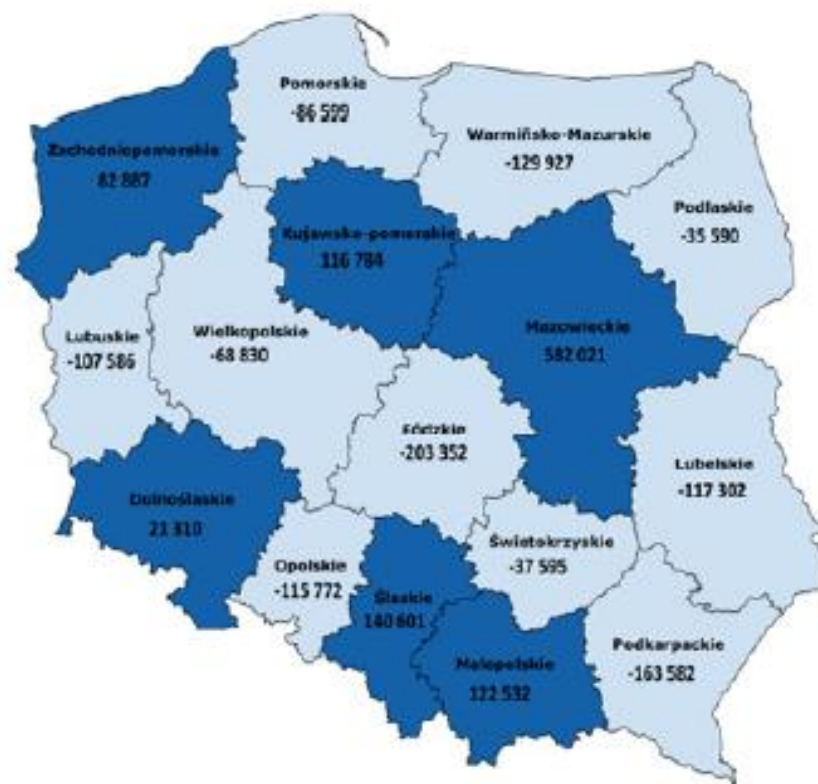 Pomorskie
-86 599
Warmińsko-Mazurskie
-129 927
Zachodniopomorskie
82 887
Podlaskie
-35 590
Kujawsko-pomorskie
116 784
Mazowieckie
582 021
Lubuskie
-107 586
Wielkopolskie
-68 830
Łódzkie
-203 352
Lubelskie
-117 302
Dolnośląskie
21 310
Świętokrzyskie
-37 595
Opolskie
-115 772
Śląskie
140 601
Małopolskie
122 532
Podkarpackie
-163 582